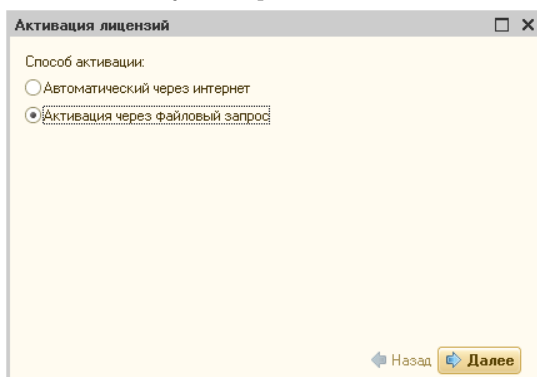 Активация лицензий
Способ активации:
Автоматический через интернет
Активация через файловый запрос
Назад Далее